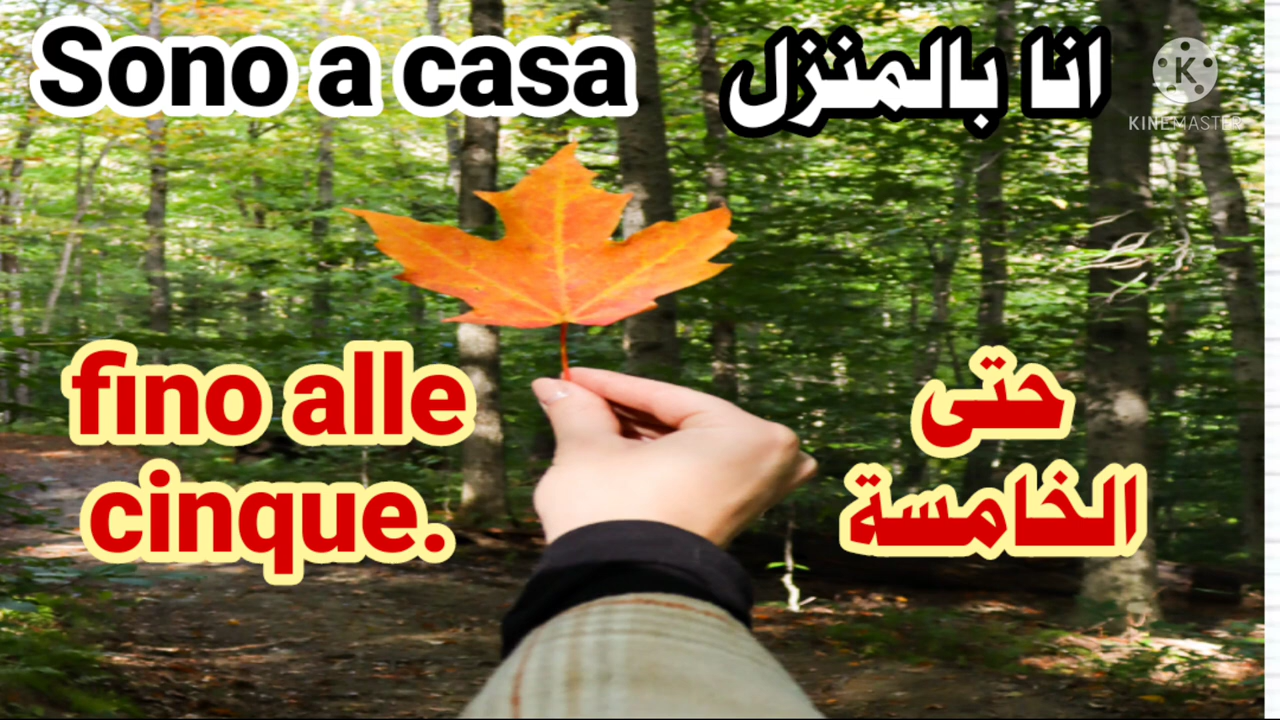 Sono a casa
انا بالمنزل
KINEMASTER
fino alle
cinque.
حتى
الخامسة